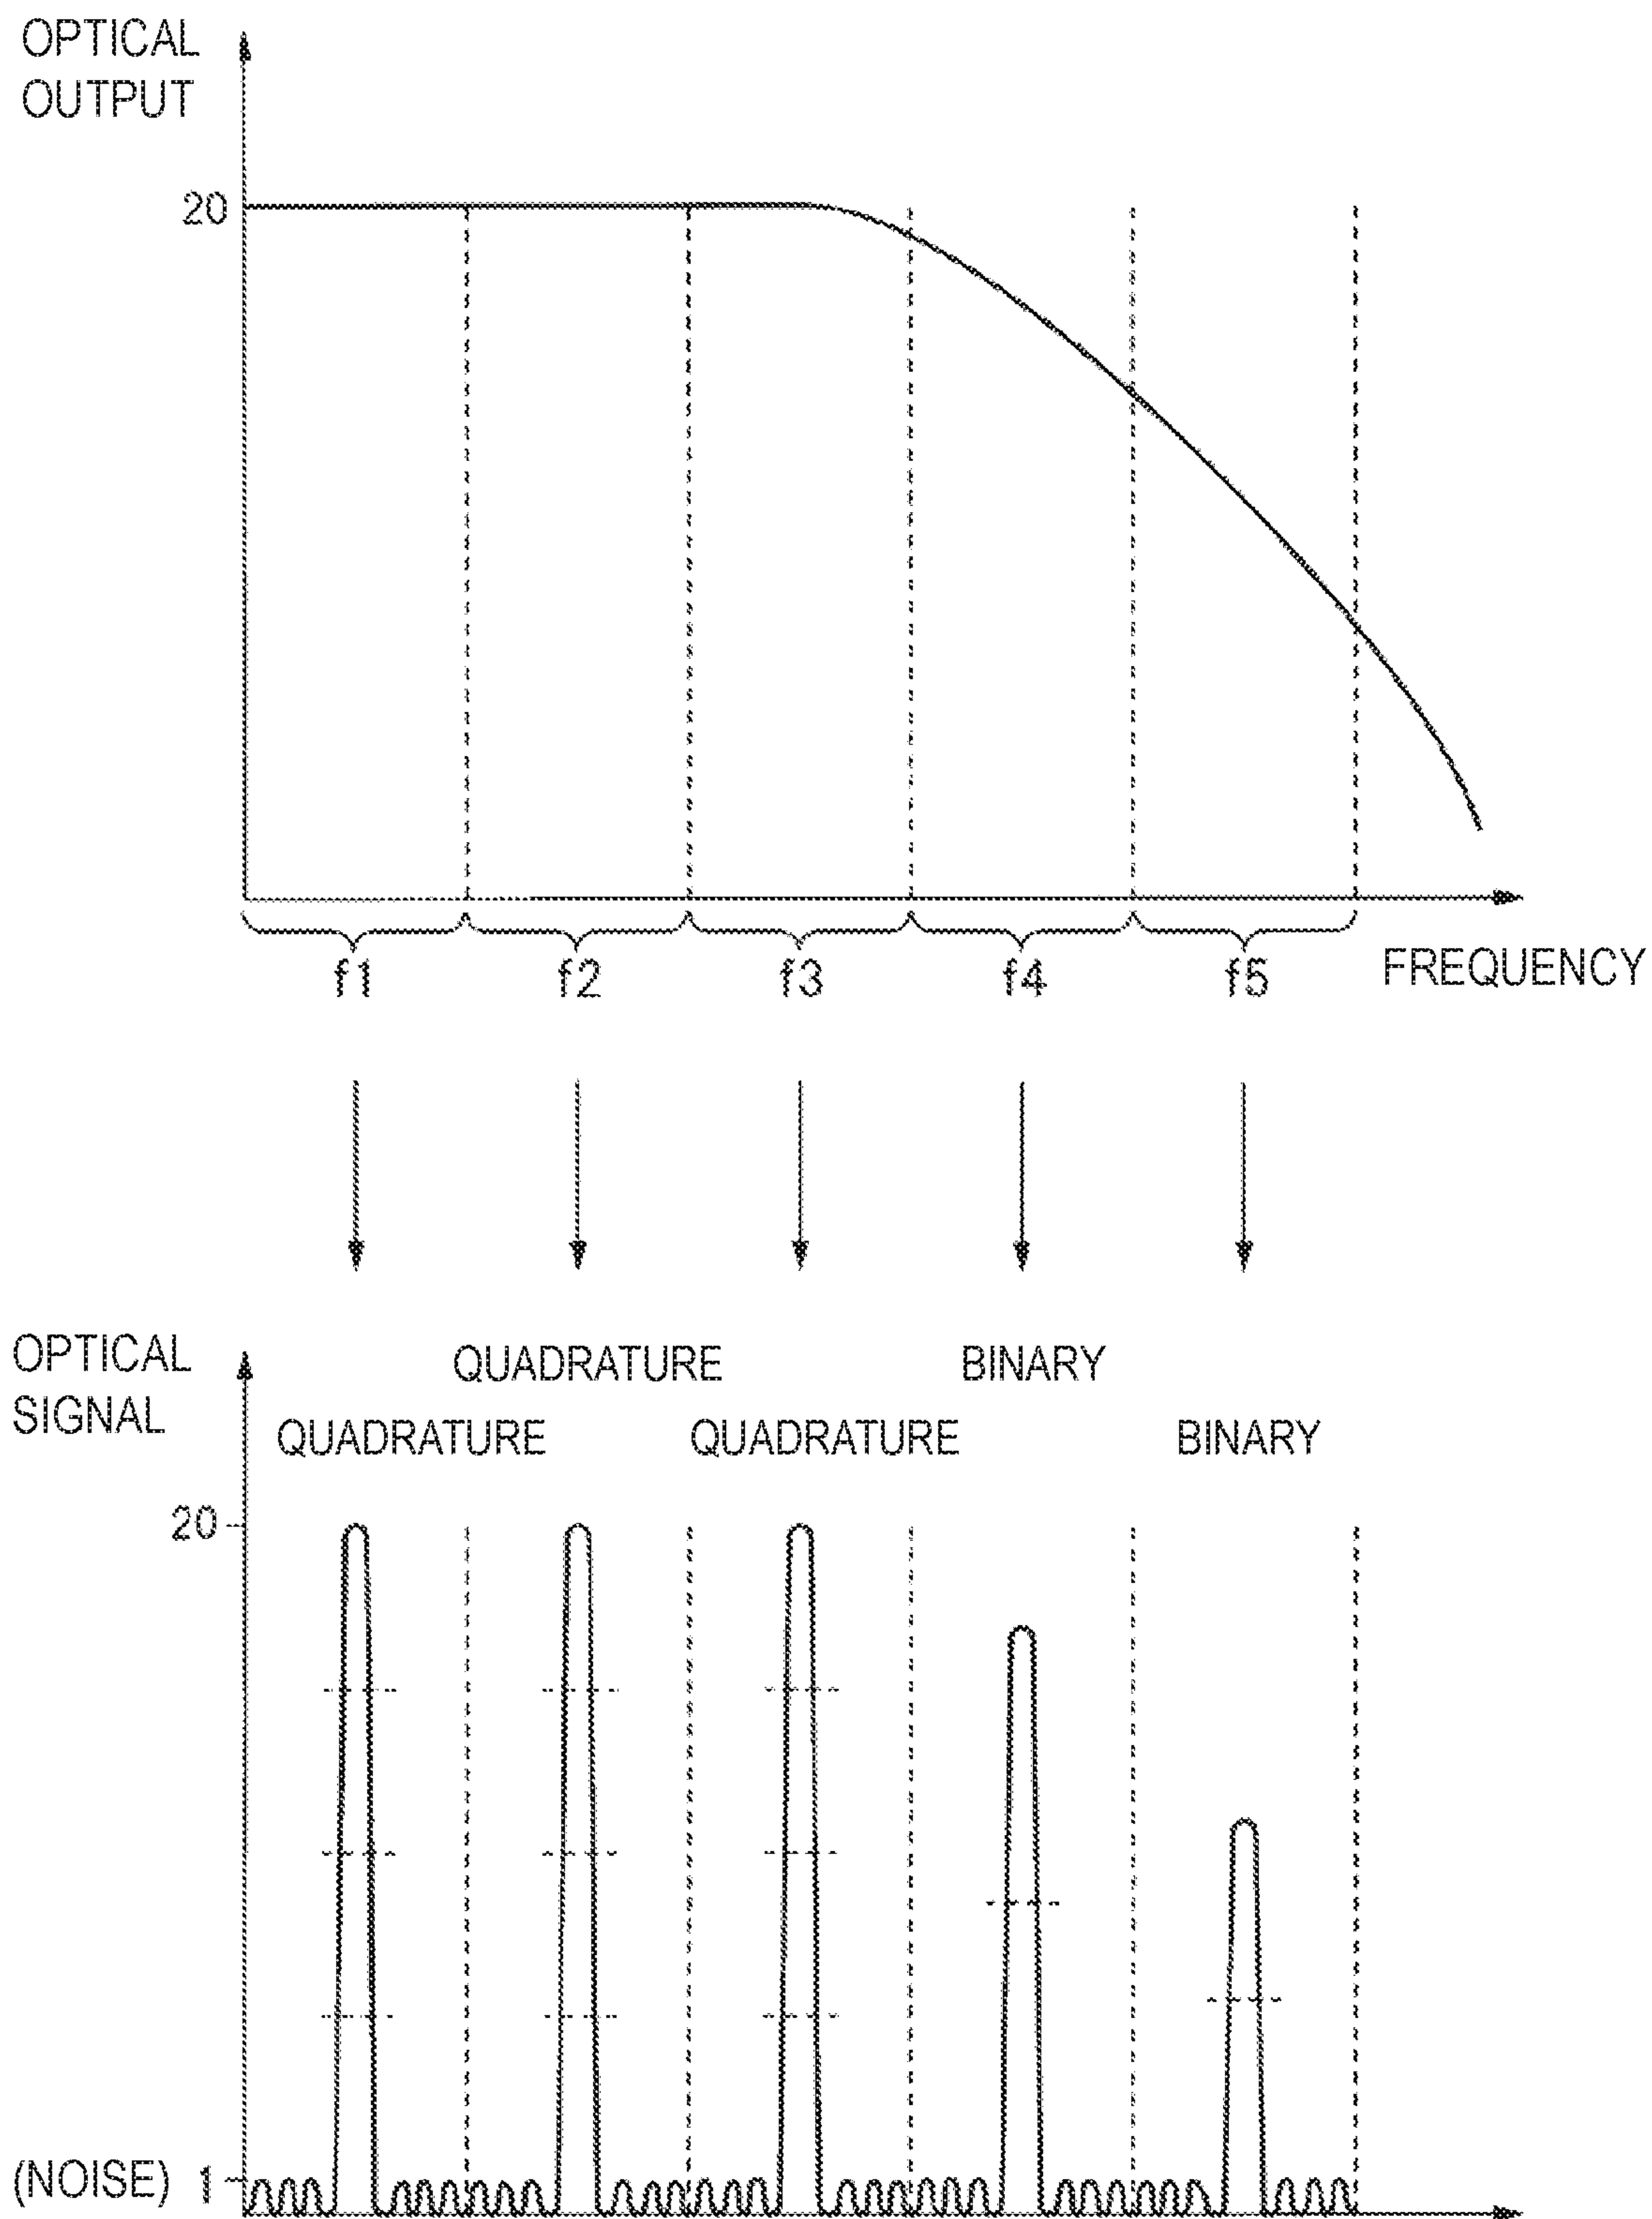 OPTICAL
OUTPUT
20
f1 f2 f3 f4 f5 FREQUENCY
OPTICAL
SIGNAL
QUADRATURE BINARY
QUADRATURE QUADRATURE BINARY
20
(NOISE) 1